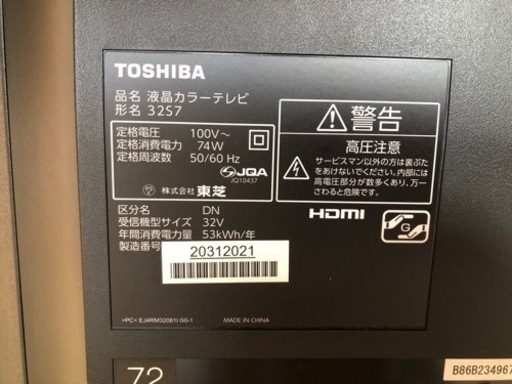 TOSHIBA
品名 液晶カラーテレビ
形名 32S7
定格電圧 100V～
定格消費電力 74W
定格周波数 50/60 Hz
JQA
JQ10437
株式会社 東芝
区分名 DN
受信機型サイズ 32V
年間消費電力量 53kWh/年
製造番号
20312021
>PC< EJ4RM32081I GG-1 MADE IN CHINA
警告
高圧注意
サービスマン以外の方は裏ぶた
をあけないでください。内部には
高電圧部分が数多くあり、万一
さわると危険です。
HDMI
G
72
B86B234967